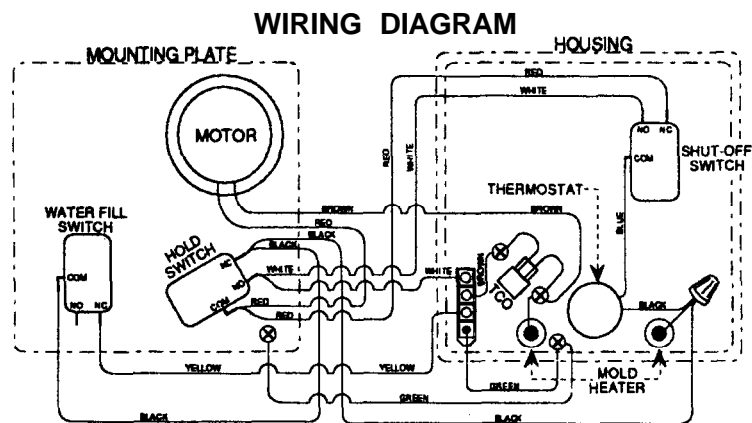 WIRING DIAGRAM
MOUNTING PLATE
HOUSING
RED
WHITE
MOTOR
NO NC
COM
SHUT-OFF
SWITCH
RED
WHITE
THERMOSTAT
BLUE
WATER FILL
SWITCH
BROWN
BROWN
RED
BLACK
BLACK
HOLD
SWITCH
NC
NO
COM
COM
NO NC
WHITE
WHITE
BROWN
TCO
RED
RED
BLACK
YELLOW
YELLOW
MOLD
HEATER
GREEN
GREEN
BLACK
BLACK